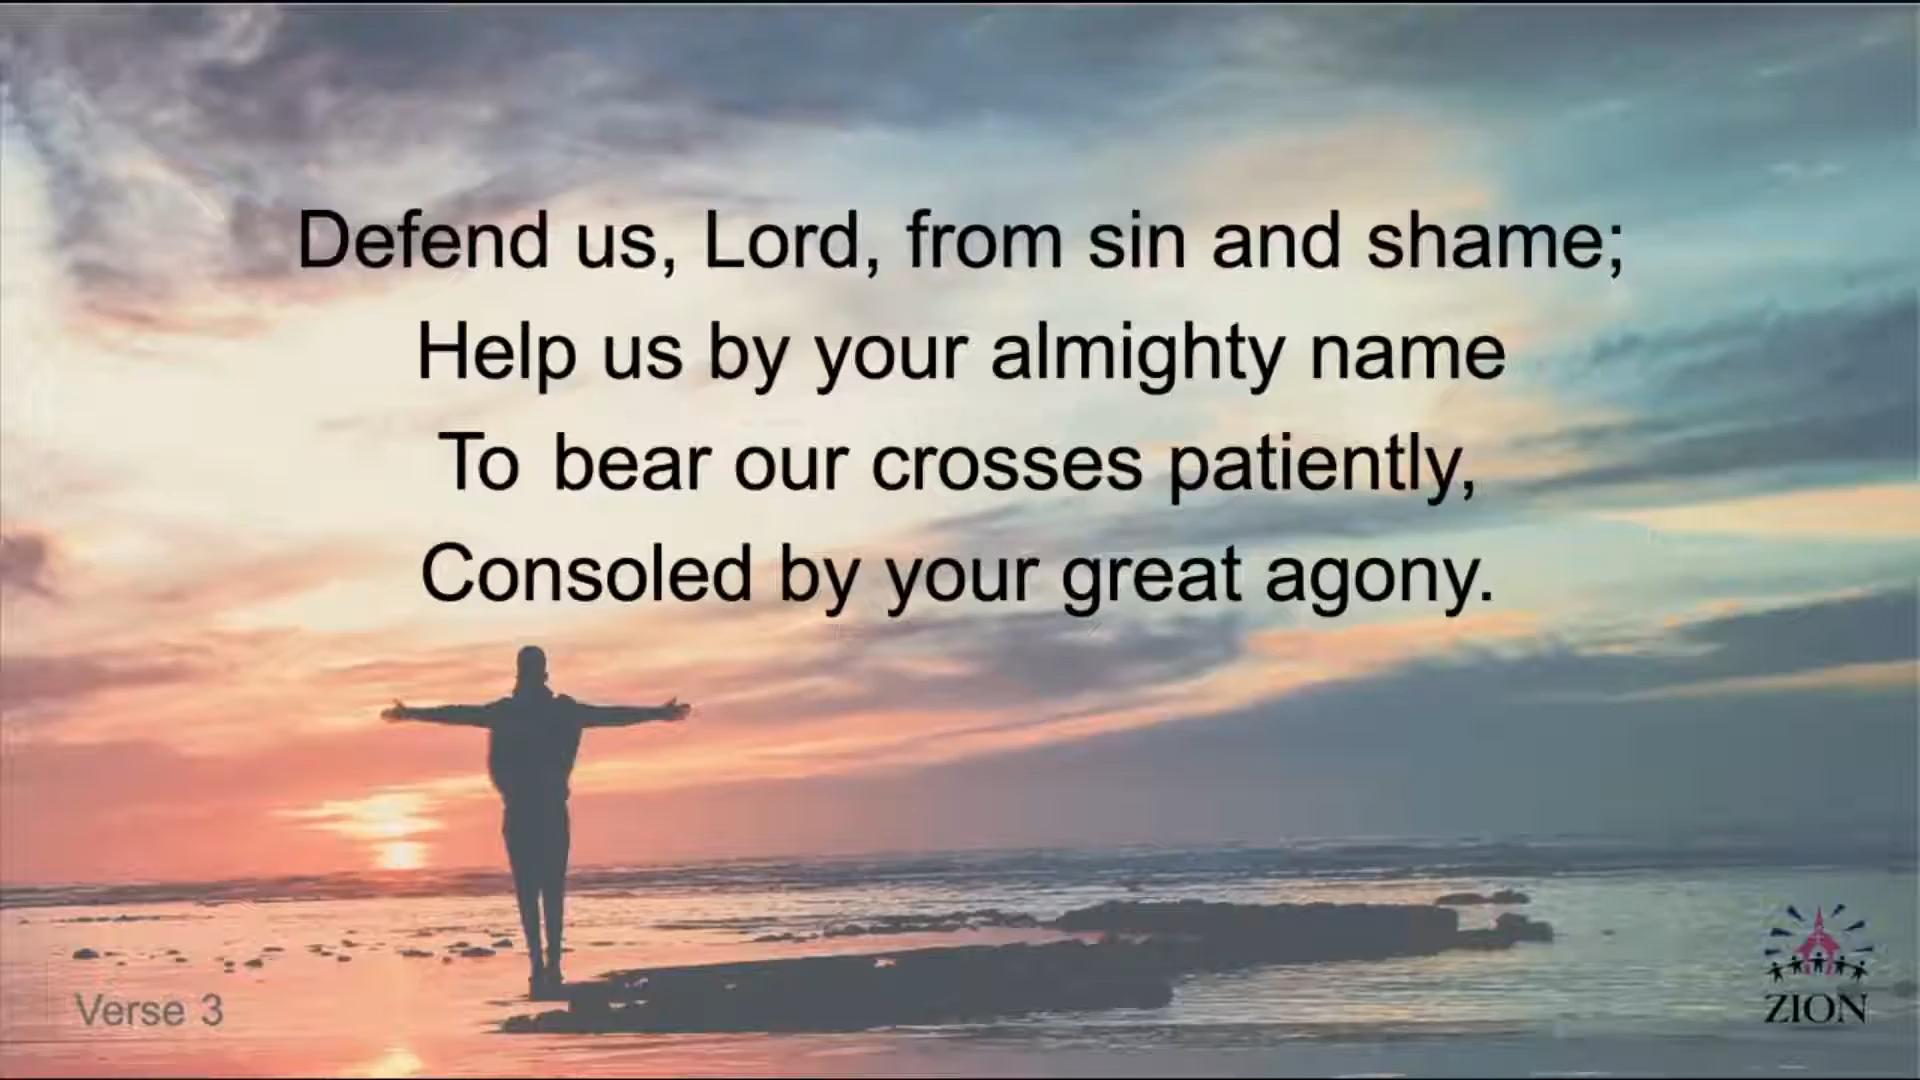 Defend us, Lord, from sin and shame;
Help us by your almighty name
To bear our crosses patiently,
Consoled by your great agony.
Verse 3
ZION